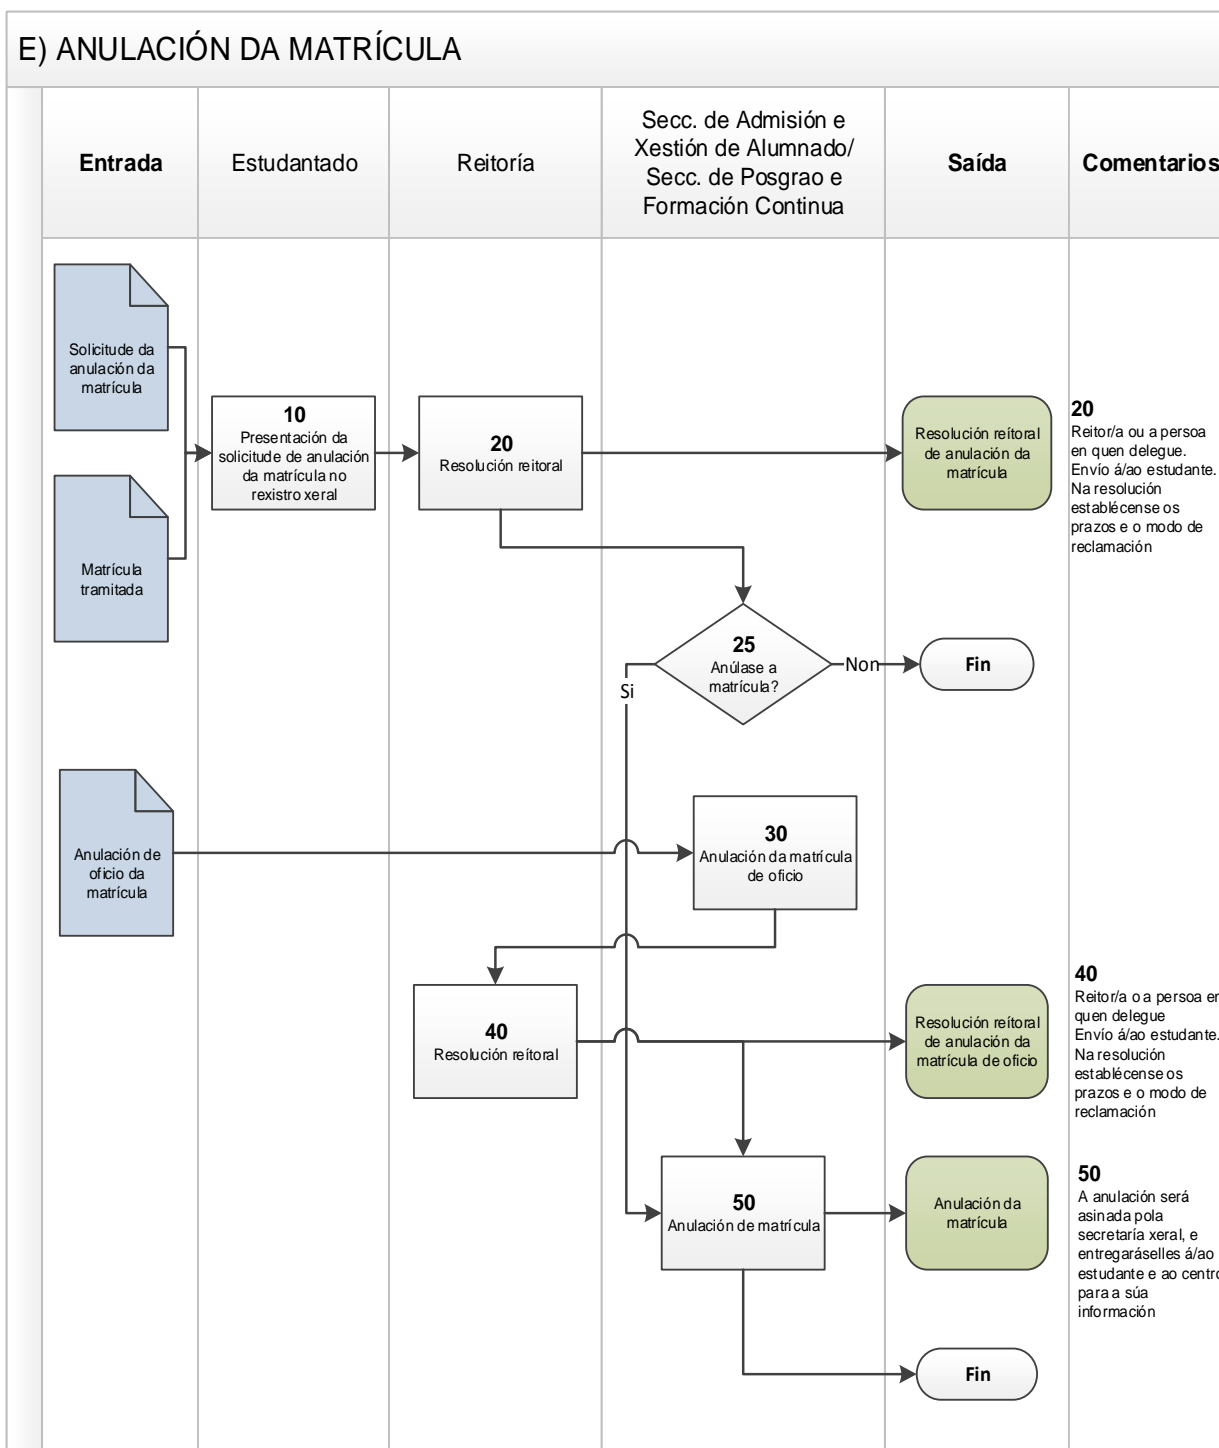 E) ANULACIÓN DA MATRÍCULA
Entrada
Estudantado
Reitoría
Secc. de Admisión e
Xestión de Alumnado/
Secc. de Posgrao e
Formación Continua
Saída
Comentarios
Solicitude da
anulación da
matrícula
Matrícula
tramitada
10
Presentación da
solicitude de anulación
da matrícula no
rexistro xeral
20
Resolución reitoral
Resolución reitoral
de anulación da
matrícula
20
Reitor/a ou a persoa
en quen delegue.
Envío á/ao estudante.
Na resolución
establécense os
prazos e o modo de
reclamación
25
Anúlase a
matrícula?
Non
Fin
Si
Anulación de
oficio da
matrícula
30
Anulación da matrícula
de oficio
40
Resolución reítoral
Resolución reítoral
de anulación da
matrícula de oficio
40
Reitor/a o a persoa en
quen delegue
Envío á/ao estudante.
Na resolución
establécense os
prazos e o modo de
reclamación
50
Anulación de matrícula
Anulación da
matrícula
50
A anulación será
asinada pola
secretaría xeral, e
entregaráselles á/ao
estudante e ao centro
para a súa
información
Fin